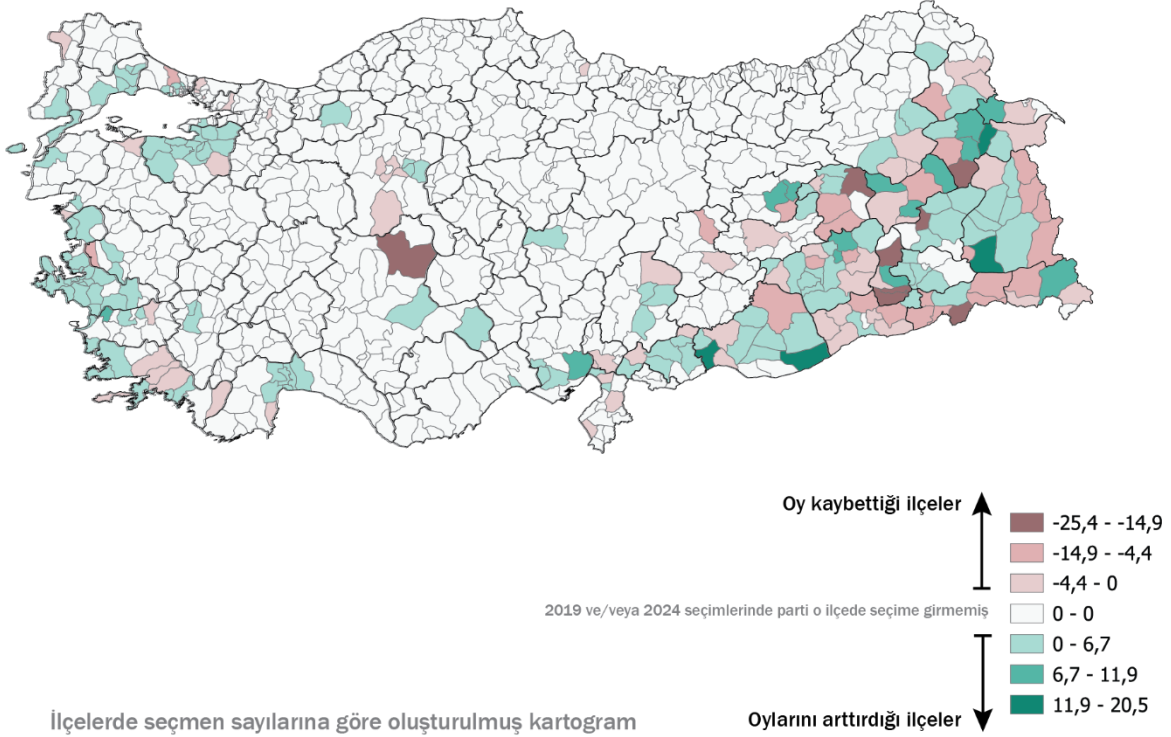 Oy kaybettiği ilçeler
-25,4 - -14,9
-14,9 - -4,4
-4,4 - 0
2019 ve/veya 2024 seçimlerinde parti o ilçede seçime girmemiş
0 - 0
0 - 6,7
6,7 - 11,9
11,9 - 20,5
Oylarını arttırdığı ilçeler
İlçelerde seçmen sayılarına göre oluşturulmuş kartogram